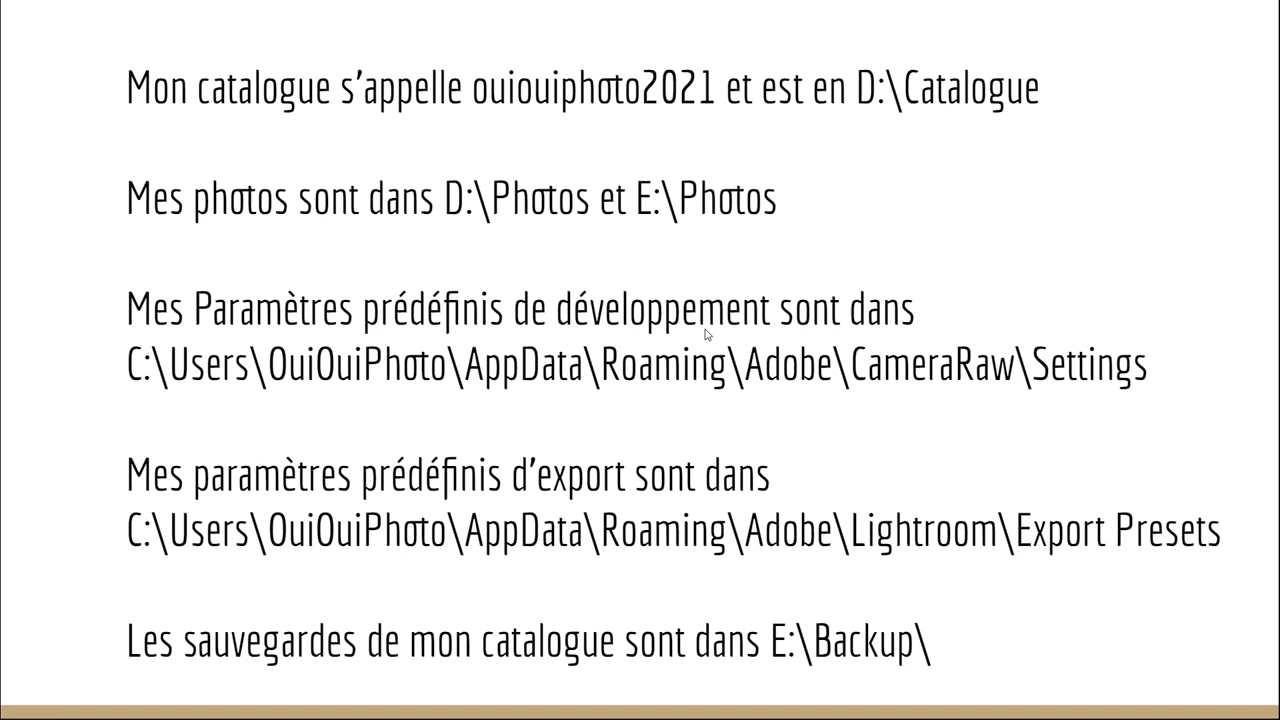 Mon catalogue s’appelle ouiouiphoto2021 et est en D:\Catalogue
Mes photos sont dans D:\Photos et E:\Photos
Mes Paramètres prédéfinis de développement sont dans
C:\Users\OuiOuiPhoto\AppData\Roaming\Adobe\CameraRaw\Settings
Mes paramètres prédéfinis d’export sont dans
C:\Users\OuiOuiPhoto\AppData\Roaming\Adobe\Lightroom\Export Presets
Les sauvegardes de mon catalogue sont dans E:\Backup\